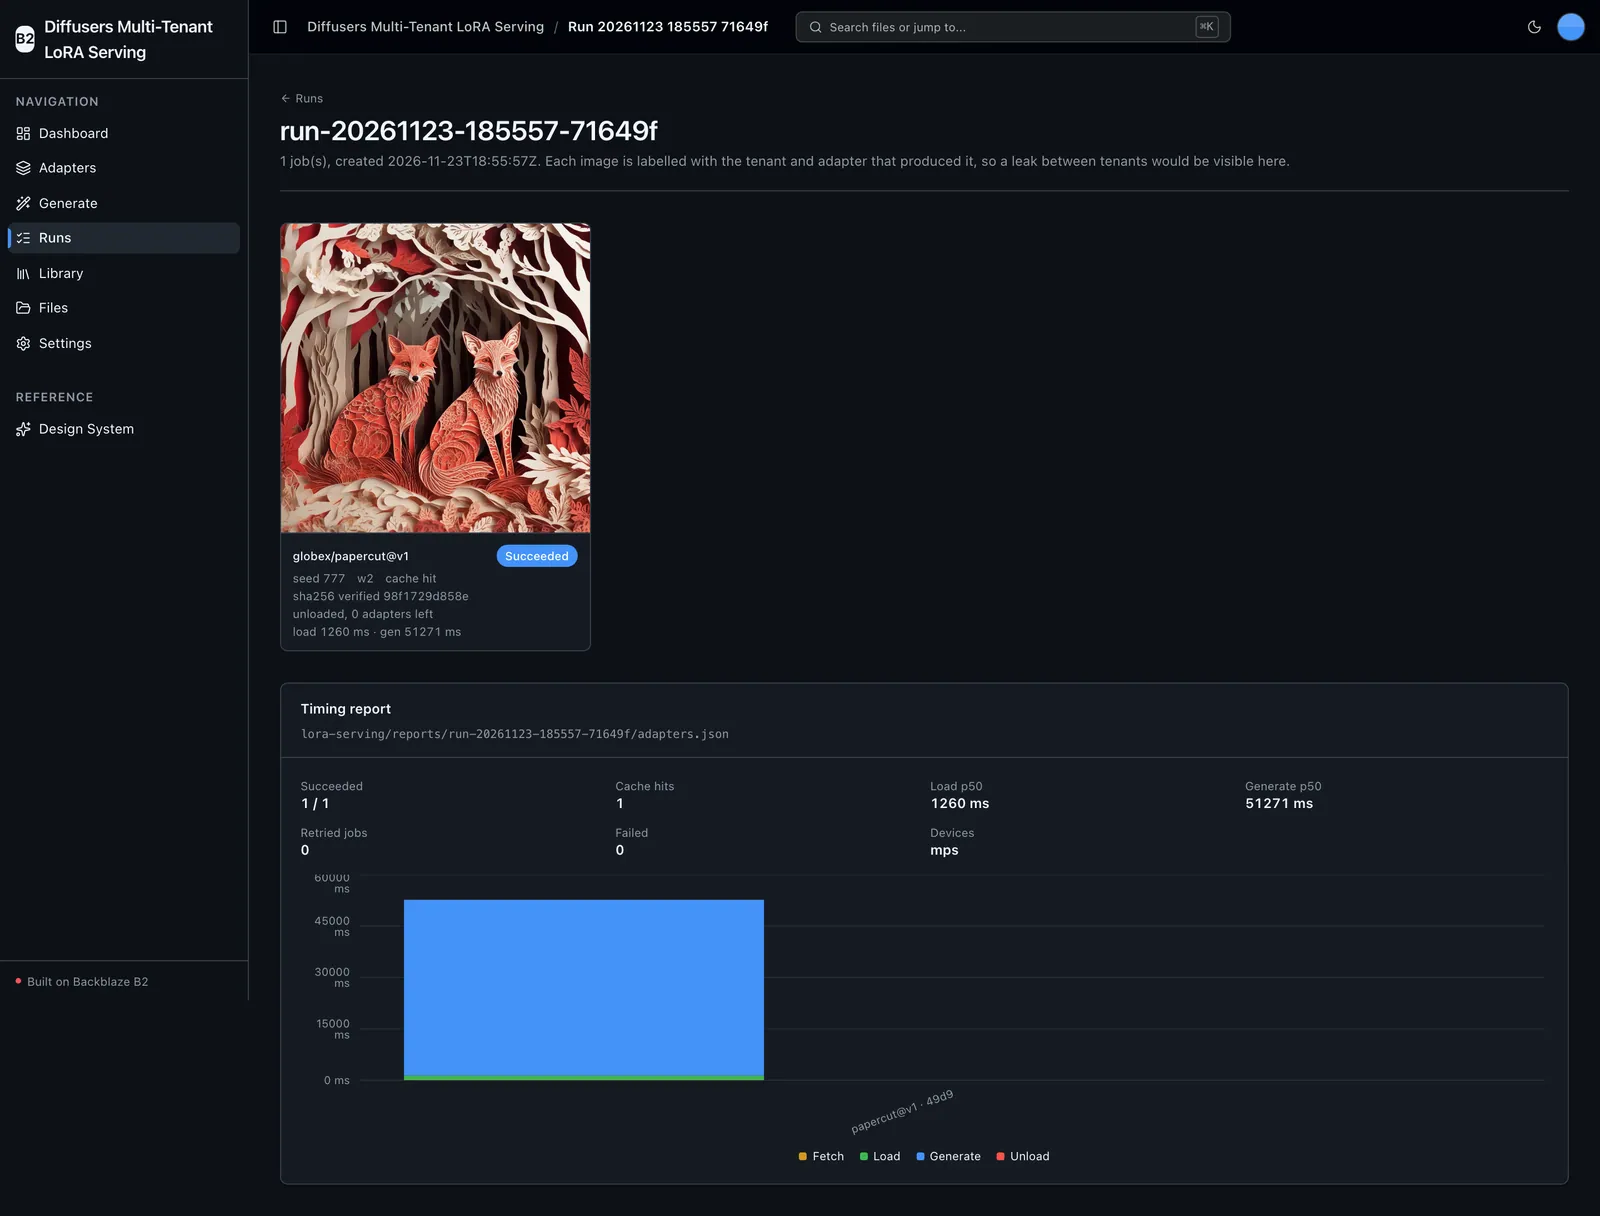 B2
Diffusers Multi-Tenant
LoRA Serving
Diffusers Multi-Tenant LoRA Serving / Run 20261123 185557 71649f
Search files or jump to...
⌘K
NAVIGATION
Dashboard
Adapters
Generate
Runs
Library
Files
Settings
REFERENCE
Design System
Built on Backblaze B2
← Runs
run-20261123-185557-71649f
1 job(s), created 2026-11-23T18:55:57Z. Each image is labelled with the tenant and adapter that produced it, so a leak between tenants would be visible here.
globex/papercut@v1
Succeeded
seed 777 w2 cache hit
sha256 verified 98f1729d858e
unloaded, 0 adapters left
load 1260 ms · gen 51271 ms
Timing report
lora-serving/reports/run-20261123-185557-71649f/adapters.json
Succeeded
1 / 1
Cache hits
1
Load p50
1260 ms
Generate p50
51271 ms
Retried jobs
0
Failed
0
Devices
mps
60000
ms
45000
ms
30000
ms
15000
ms
0 ms
papercut@v1 · 49d9
Fetch Load Generate Unload